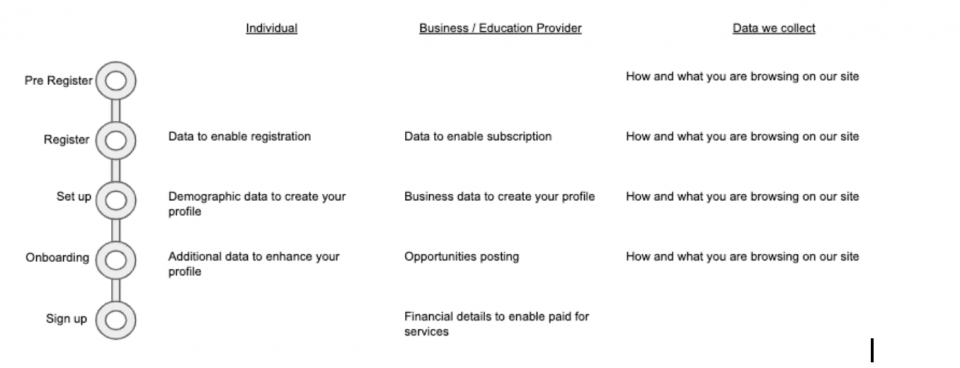 Individual
Business / Education Provider
Data we collect
Pre Register
How and what you are browsing on our site
Register
Data to enable registration
Data to enable subscription
How and what you are browsing on our site
Set up
Demographic data to create your
profile
Business data to create your profile
How and what you are browsing on our site
Onboarding
Additional data to enhance your
profile
Opportunities posting
How and what you are browsing on our site
Sign up
Financial details to enable paid for
services